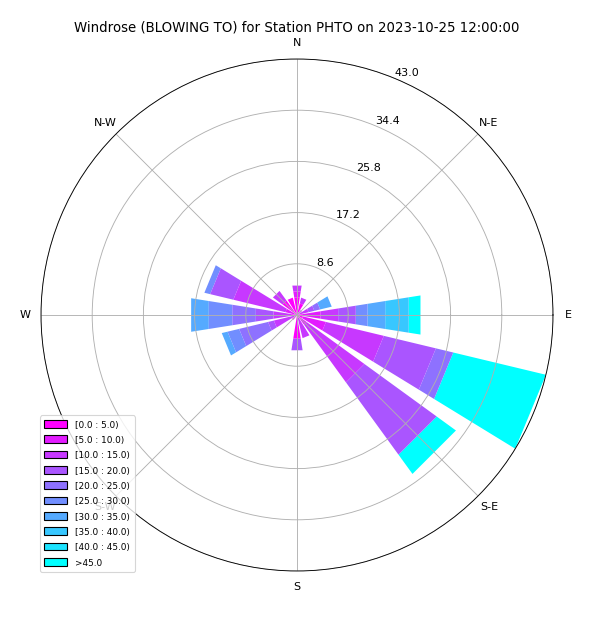 Windrose (BLOWING TO) for Station PHTO on 2023-10-25 12:00:00
N
43.0
N-W
N-E
34.4
25.8
17.2
8.6
W
E
[0.0 : 5.0)
[5.0 : 10.0)
[10.0 : 15.0)
[15.0 : 20.0)
[20.0 : 25.0)
[25.0 : 30.0)
[30.0 : 35.0)
[35.0 : 40.0)
[40.0 : 45.0)
>45.0
S-W
S-E
S